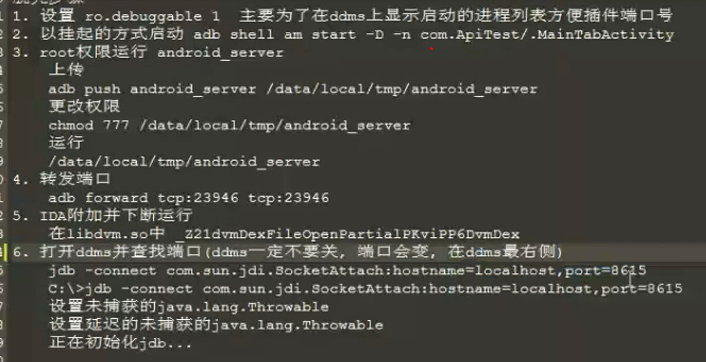 1. 设置 ro.debuggable 1  主要为了在ddms上显示启动的进程列表方便插件端口号
2. 以挂起的方式启动 adb shell am start -D -n com.ApiTest/.MainTabActivity
3. root权限运行 android_server
上传
adb push android_server /data/local/tmp/android_server
更改权限
chmod 777 /data/local/tmp/android_server
运行
/data/local/tmp/android_server
4. 转发端口
adb forward tcp:23946 tcp:23946
5. IDA附加并下断运行
在libdvm.so中 _Z21dvmDexFileOpenPartialPKviPP6DvmDex
6. 打开ddms并查找端口(ddms一定不要关, 端口会变, 在ddms最右侧)
jdb -connect com.sun.jdi.SocketAttach:hostname=localhost,port=8615
C:\>jdb -connect com.sun.jdi.SocketAttach:hostname=localhost,port=8615
设置未捕获的java.lang.Throwable
设置延迟的未捕获的java.lang.Throwable
正在初始化jdb...